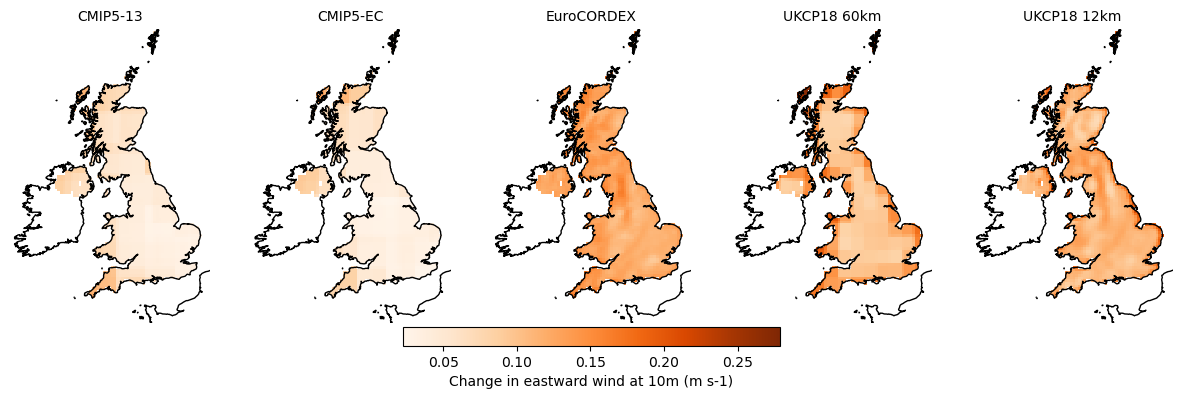 CMIP5-13
CMIP5-EC
EuroCORDEX
UKCP18 60km
UKCP18 12km
0.05 0.10 0.15 0.20 0.25
Change in eastward wind at 10m (m s-1)